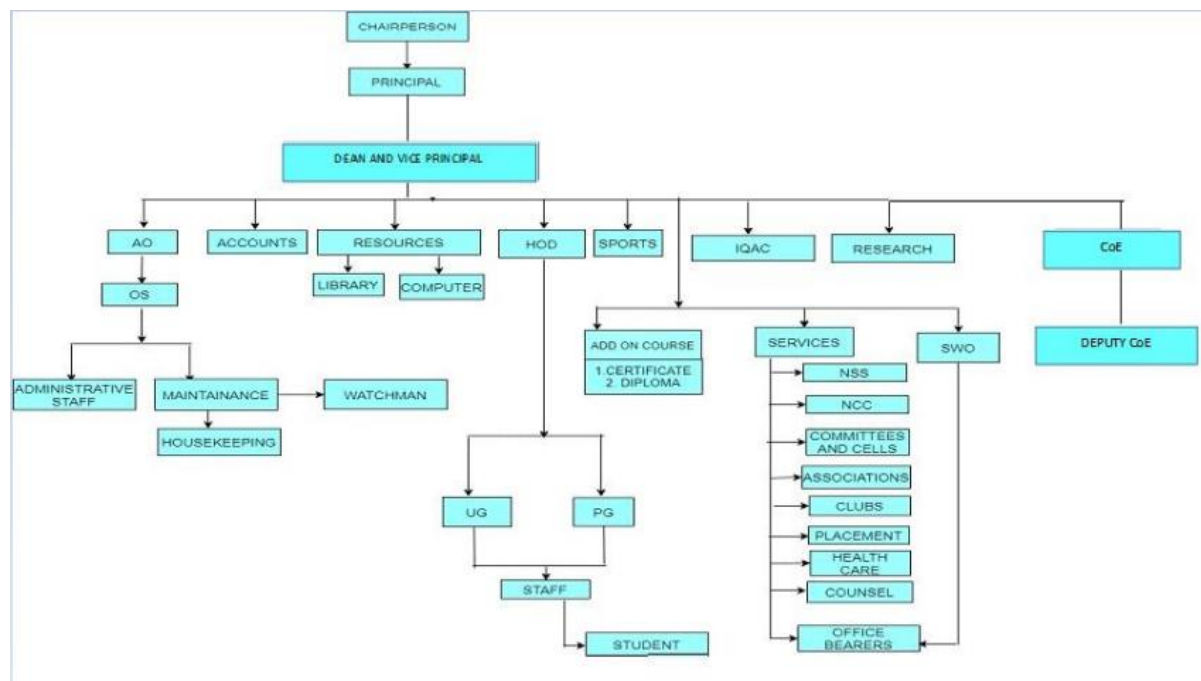 CHAIRPERSON
PRINCIPAL
DEAN AND VICE PRINCIPAL
AO
ACCOUNTS
RESOURCES
HOD
SPORTS
IQAC
RESEARCH
CoE
LIBRARY
COMPUTER
OS
ADD ON COURSE
1.CERTIFICATE
2. DIPLOMA
SERVICES
SWO
DEPUTY CoE
ADMINISTRATIVE
STAFF
MAINTAINANCE
WATCHMAN
HOUSEKEEPING
NSS
NCC
COMMITTEES
AND CELLS
ASSOCIATIONS
CLUBS
PLACEMENT
HEALTH
CARE
COUNSEL
OFFICE
BEARERS
UG
PG
STAFF
STUDENT